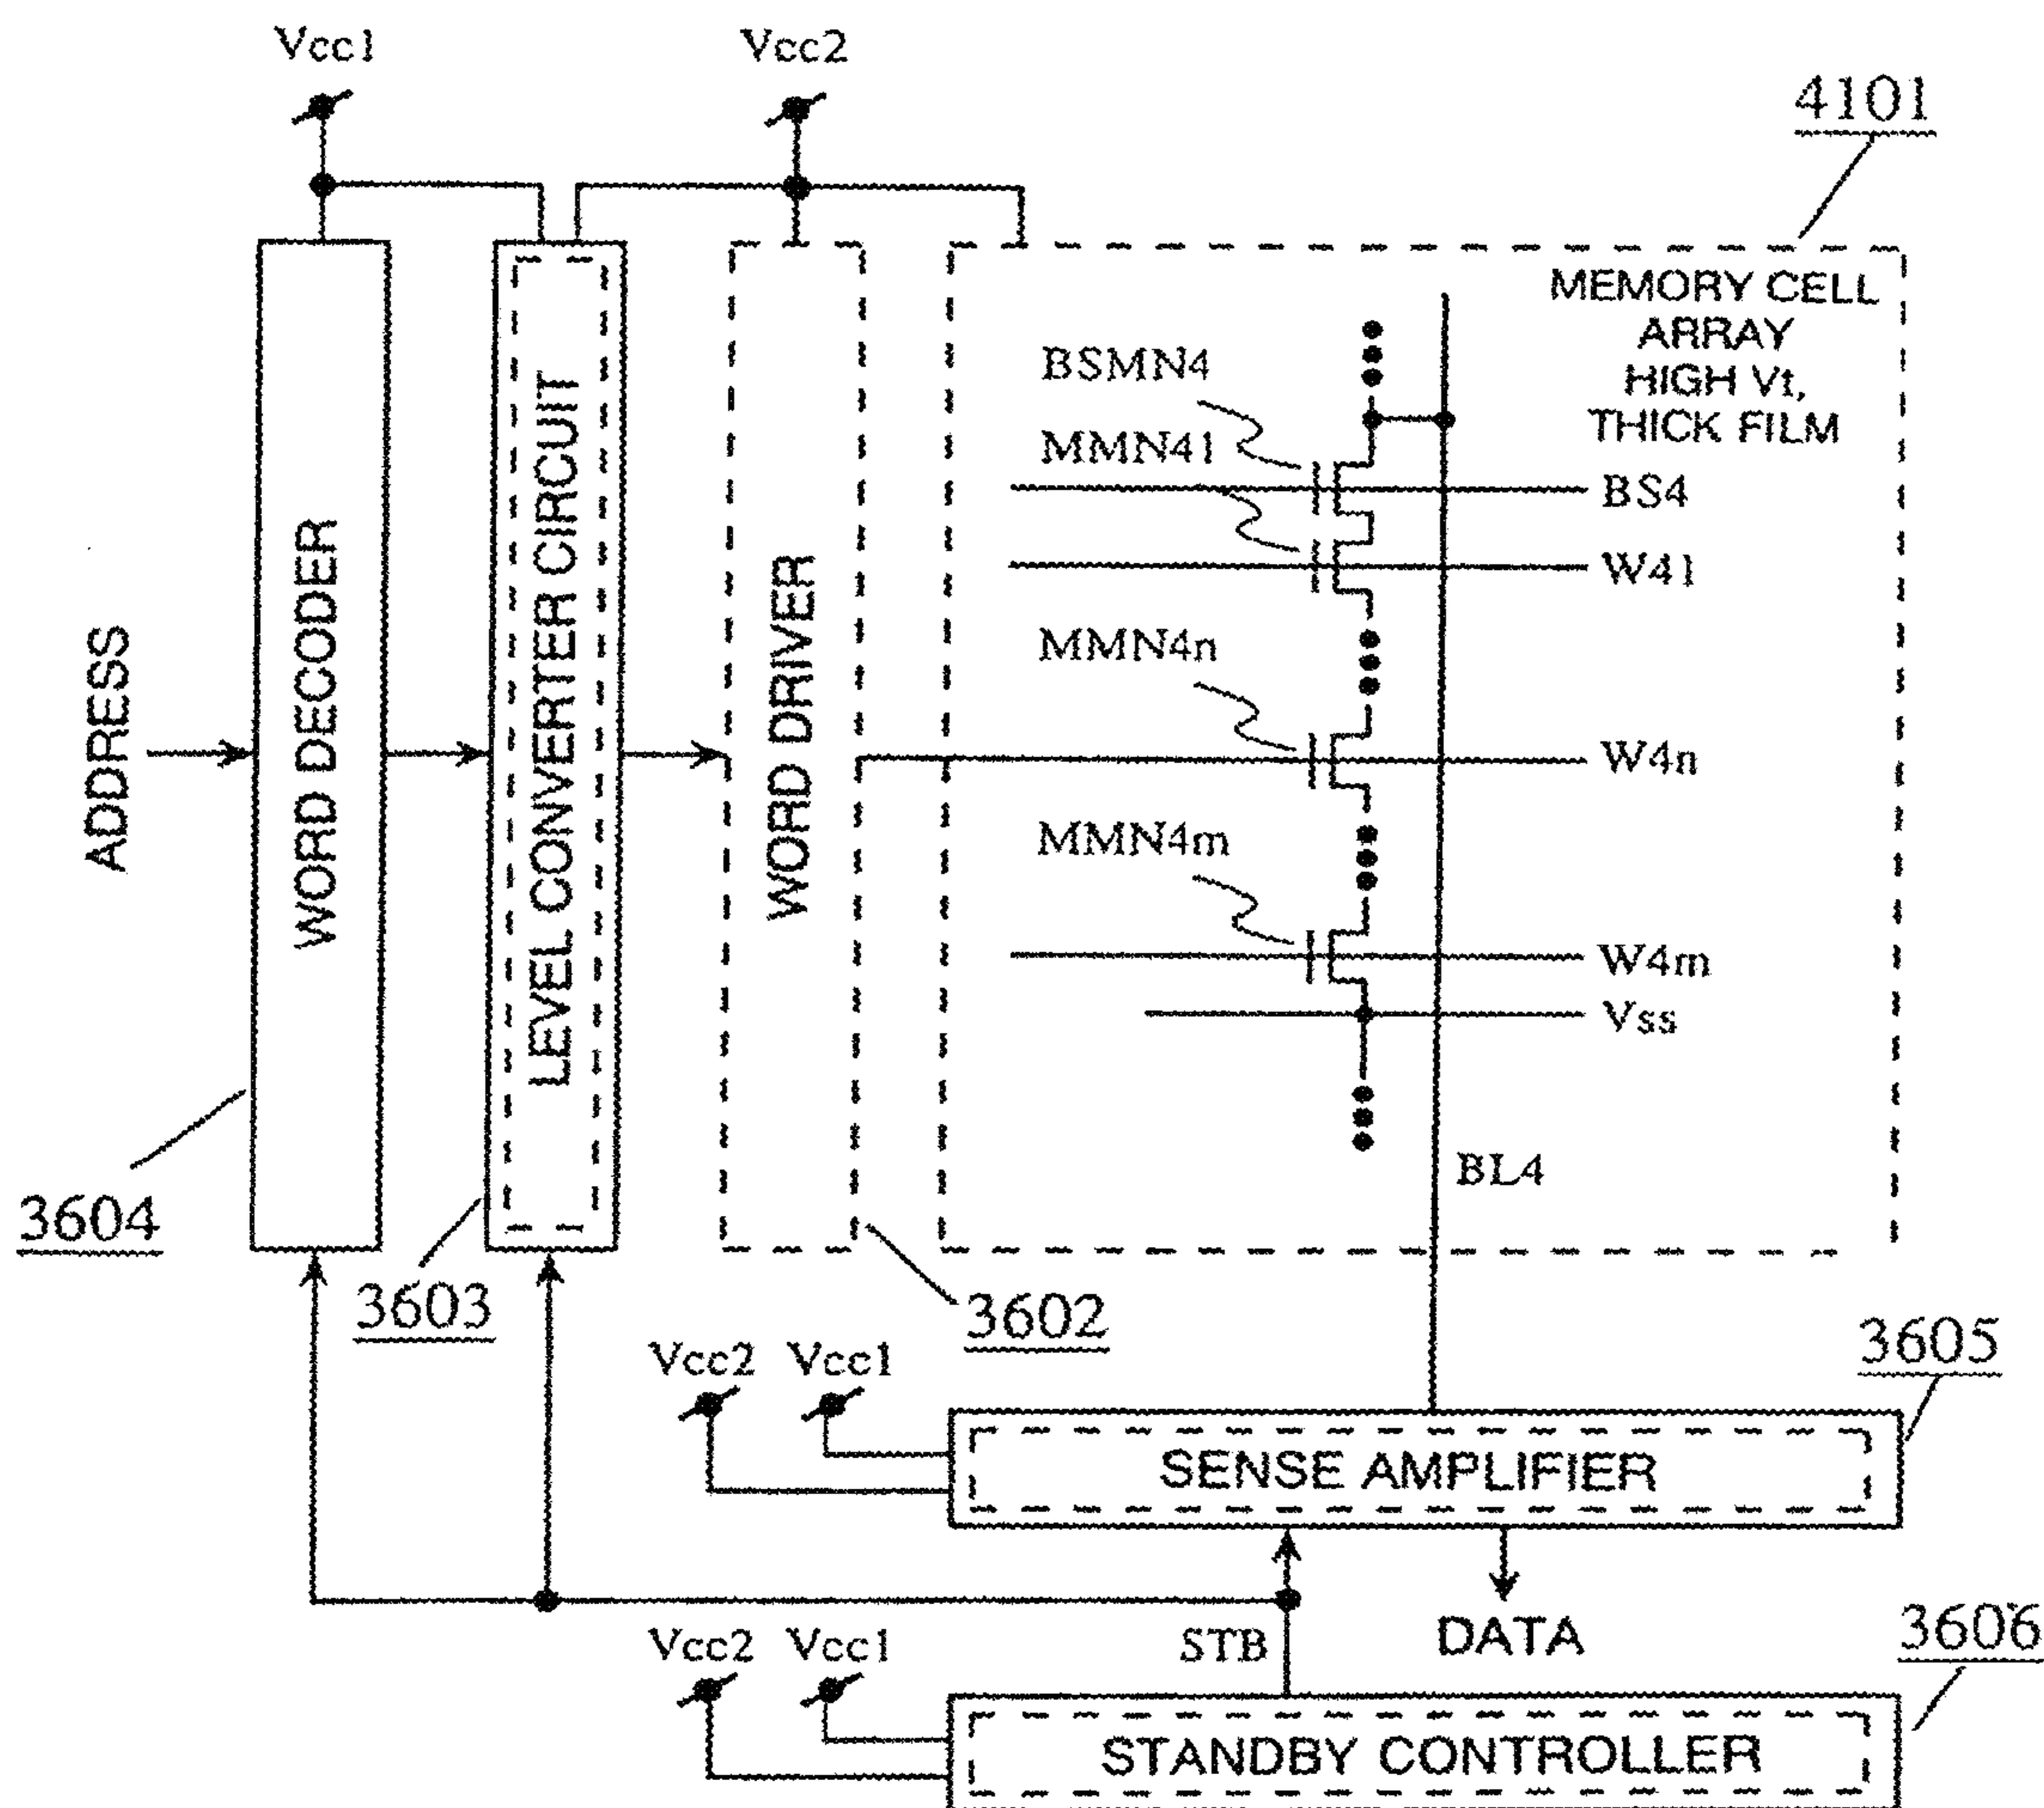 Vcc1
Vcc2
4101
MEMORY CELL
ARRAY
HIGH Vt,
THICK FILM
BSMN4
MMN41
BS4
W41
MMN4n
W4n
MMN4m
W4m
Vss
BL4
ADDRESS
WORD DECODER
LEVEL CONVERTER CIRCUIT
WORD DRIVER
3604
3603
3602
Vcc2
Vcc1
3605
SENSE AMPLIFIER
DATA
STB
3606
Vcc2
Vcc1
STANDBY CONTROLLER